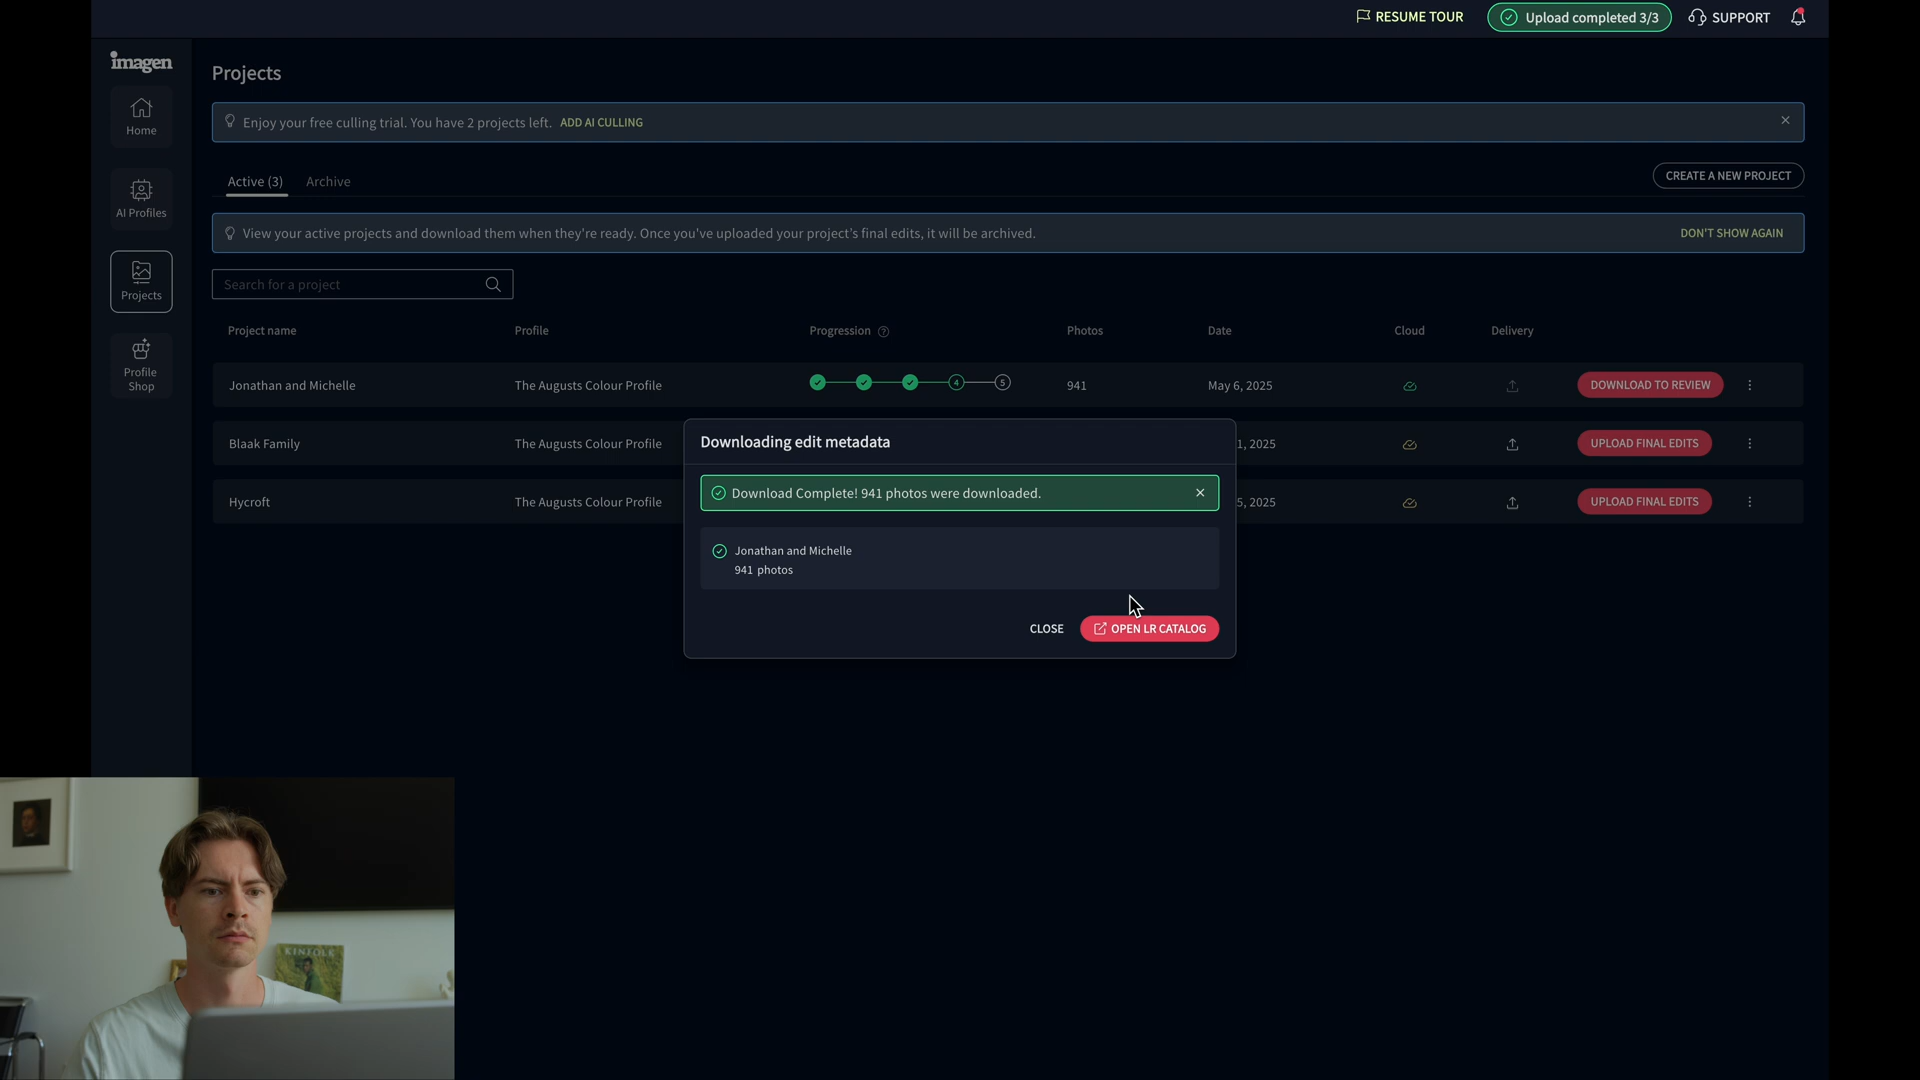 RESUME TOUR
Upload completed 3/3
SUPPORT
imagen
Projects
Home
Enjoy your free culling trial. You have 2 projects left. ADD AI CULLING
Active (3)
Archive
CREATE A NEW PROJECT
AI Profiles
View your active projects and download them when they're ready. Once you've uploaded your project's final edits, it will be archived.
DON'T SHOW AGAIN
Projects
Search for a project
Project name
Profile
Progression
Photos
Date
Cloud
Delivery
Profile
Shop
Jonathan and Michelle
The Augusts Colour Profile
4
5
941
May 6, 2025
DOWNLOAD TO REVIEW
Blaak Family
The Augusts Colour Profile
1, 2025
UPLOAD FINAL EDITS
Hycroft
The Augusts Colour Profile
5, 2025
UPLOAD FINAL EDITS
Downloading edit metadata
Download Complete! 941 photos were downloaded.
Jonathan and Michelle
941 photos
CLOSE
OPEN LR CATALOG
KINFOLK